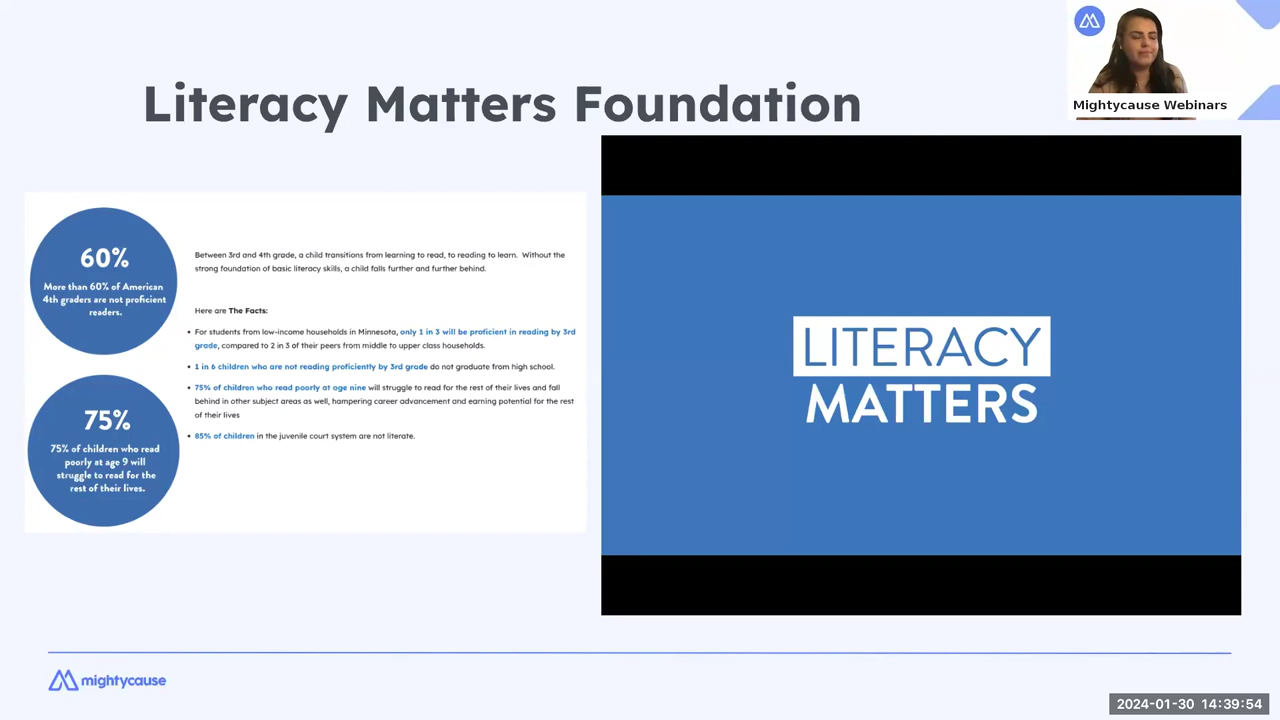 Literacy Matters Foundation
Mightycause Webinars
60%
More than 60% of American
4th graders are not proficient
readers.
75%
75% of children who read
poorly at age 9 will
struggle to read for the
rest of their lives.
Between 3rd and 4th grade, a child transitions from learning to read, to reading to learn. Without the
strong foundation of basic literacy skills, a child falls further and further behind.
Here are The Facts:
• For students from low-income households in Minnesota, only 1 in 3 will be proficient in reading by 3rd
grade, compared to 2 in 3 of their peers from middle to upper class households.
• 1 in 6 children who are not reading proficiently by 3rd grade do not graduate from high school.
• 75% of children who read poorly at age nine will struggle to read for the rest of their lives and fall
behind in other subject areas as well, hampering career advancement and earning potential for the rest
of their lives
• 85% of children in the juvenile court system are not literate.
LITERACY
MATTERS
mightycause
2024-01-30 14:39:54